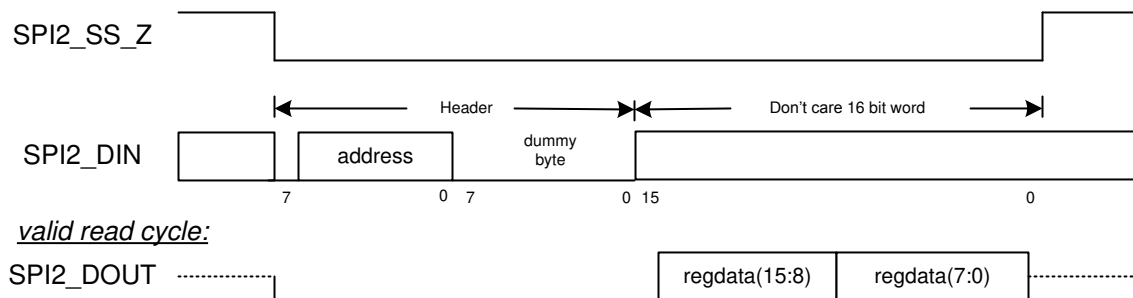 SPI2_SS_Z
Header
Don't care 16 bit word
SPI2_DIN
address
dummy
byte
7 0 7 0 15 0
valid read cycle:
SPI2_DOUT
regdata(15:8)
regdata(7:0)